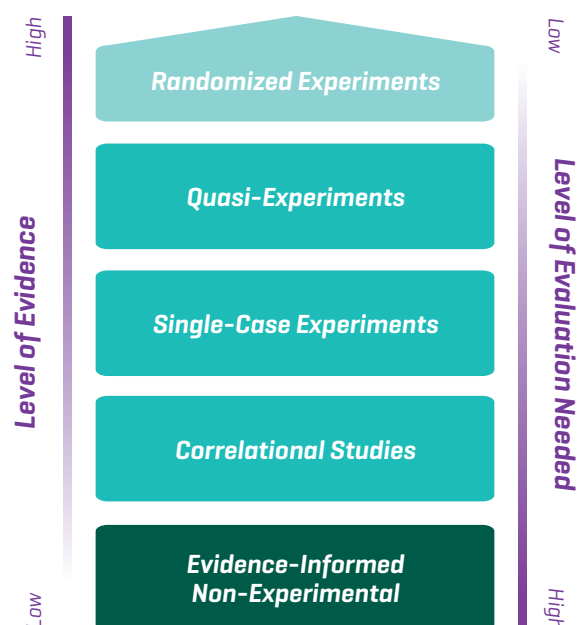 High
Low
Randomized Experiments
Quasi-Experiments
Level of Evidence
Level of Evaluation Needed
Single-Case Experiments
Correlational Studies
Evidence-Informed
Non-Experimental
Low
High